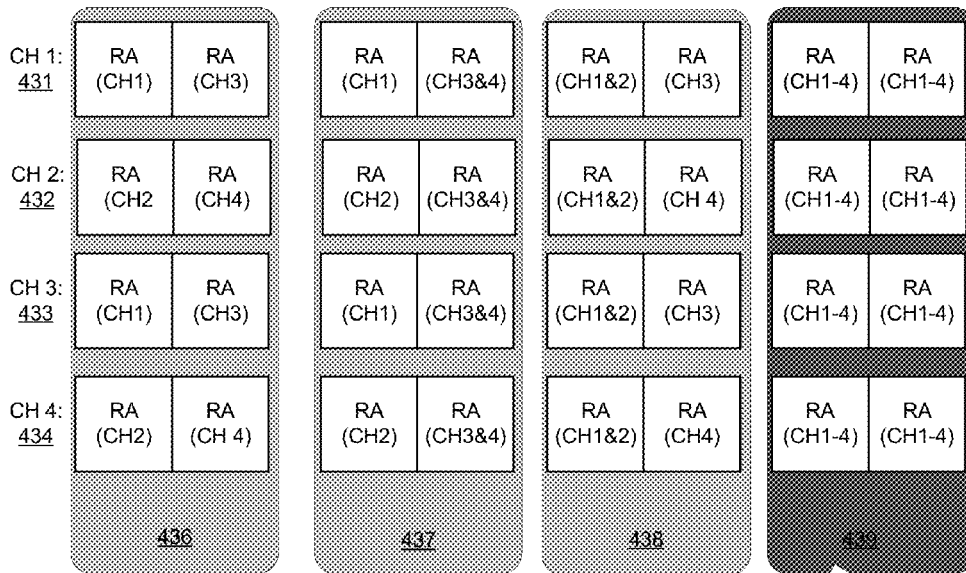 CH 1:
431
RA RA RA RA RA RA RA RA
(CH1) (CH3) (CH1) (CH3&4) (CH1&2) (CH3) (CH1-4) (CH1-4)
CH 2:
432
RA RA RA RA RA RA RA RA
(CH2 (CH4) (CH2) (CH3&4) (CH1&2) (CH 4) (CH1-4) (CH1-4)
CH 3:
433
RA RA RA RA RA RA RA RA
(CH1) (CH3) (CH1) (CH3&4) (CH1&2) (CH3) (CH1-4) (CH1-4)
CH 4:
434
RA RA RA RA RA RA RA RA
(CH2) (CH 4) (CH2) (CH3&4) (CH1&2) (CH4) (CH1-4) (CH1-4)
436 437 438 439